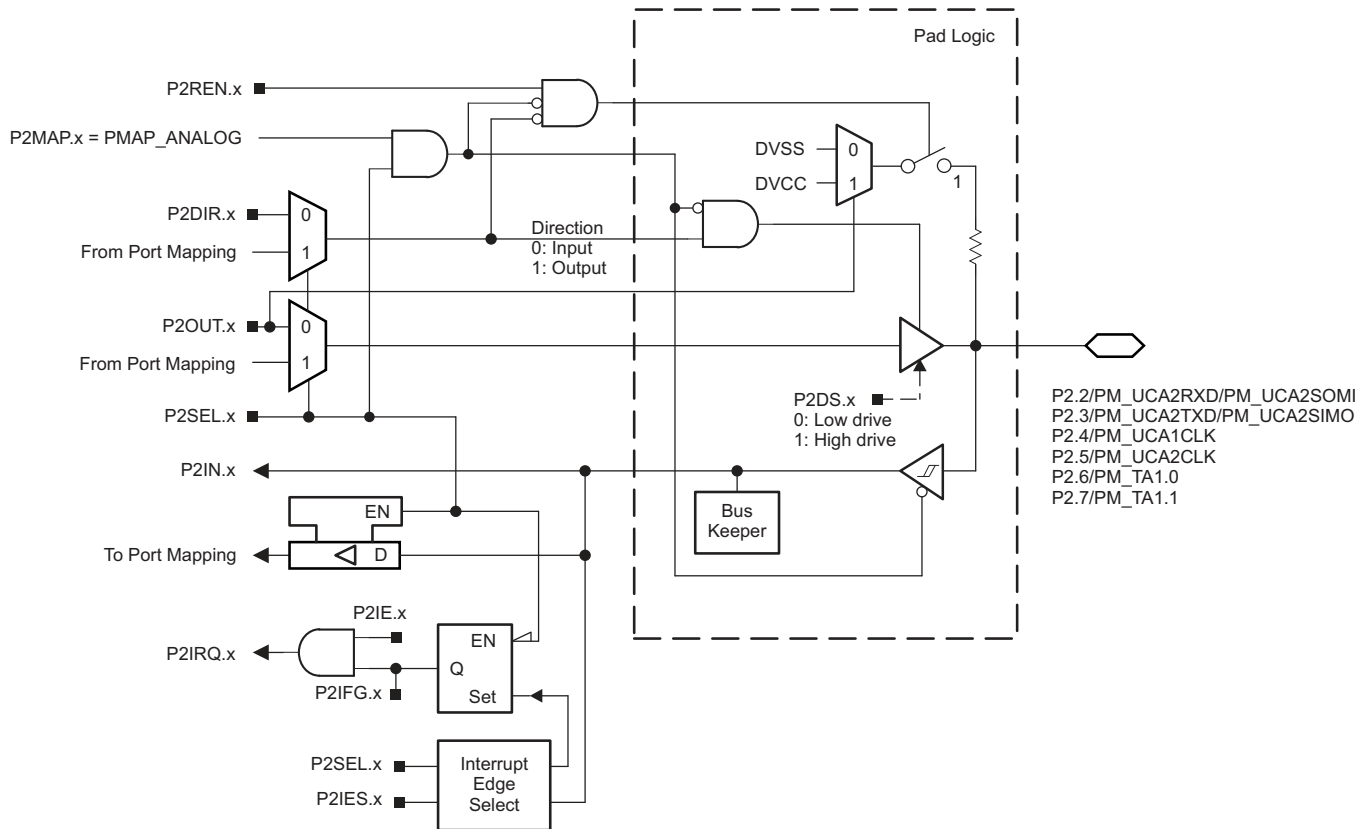 Pad Logic
P2REN.x
P2MAP.x = PMAP_ANALOG
DVSS
0
DVCC
1
1
P2DIR.x
0
From Port Mapping
1
Direction
0: Input
1: Output
P2OUT.x
0
From Port Mapping
1
P2SEL.x
P2DS.x
0: Low drive
1: High drive
P2.2/PM_UCA2RXD/PM_UCA2SOMI
P2.3/PM_UCA2TXD/PM_UCA2SIMO
P2.4/PM_UCA1CLK
P2.5/PM_UCA2CLK
P2.6/PM_TA1.0
P2.7/PM_TA1.1
P2IN.x
Bus
Keeper
EN
To Port Mapping
D
P2IE.x
P2IRQ.x
P2IFG.x
EN
Q
Set
P2SEL.x
P2IES.x
Interrupt
Edge
Select